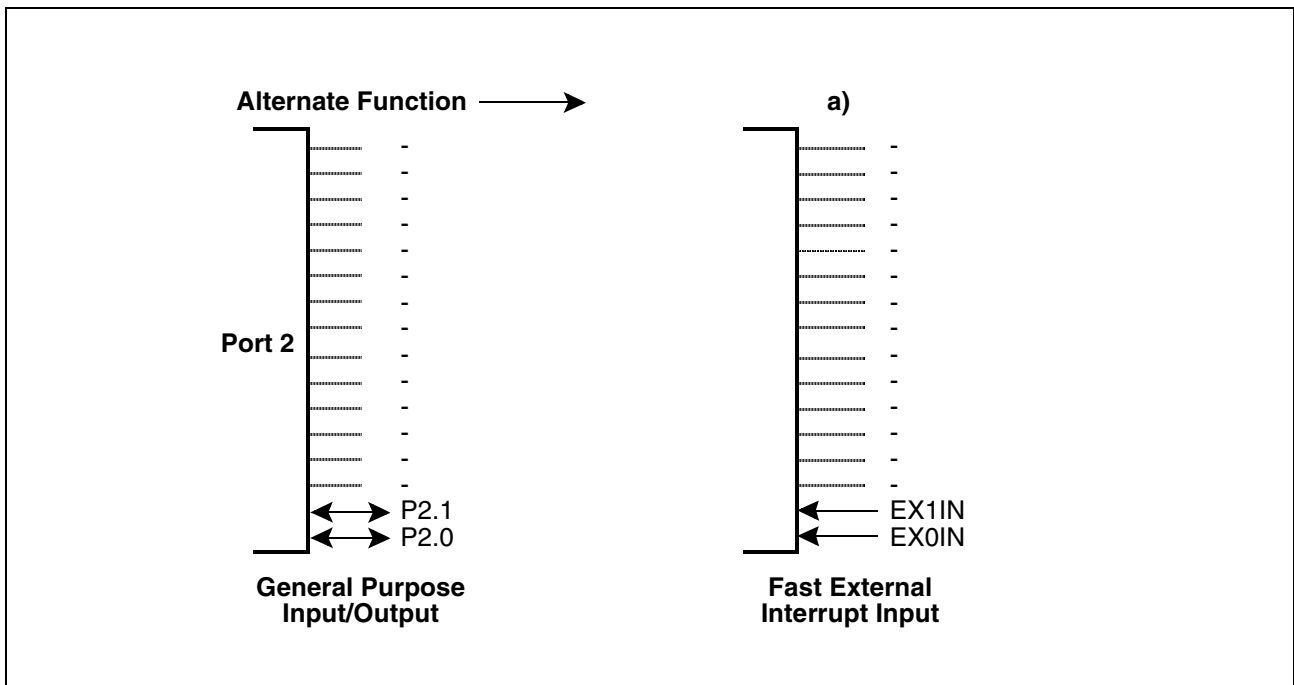 Alternate Function a)
- -
- -
- -
- -
- -
- -
- -
- -
Port 2
- -
- -
- -
- -
- -
- -
P2.1 EX1IN
P2.0 EX0IN
General Purpose Fast External
Input/Output Interrupt Input